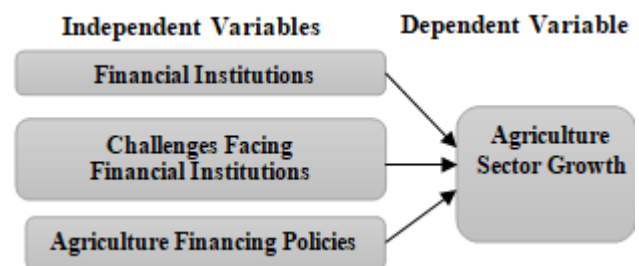 Independent Variables
Dependent Variable
Financial Institutions
Challenges Facing
Financial Institutions
Agriculture Financing Policies
Agriculture
Sector Growth